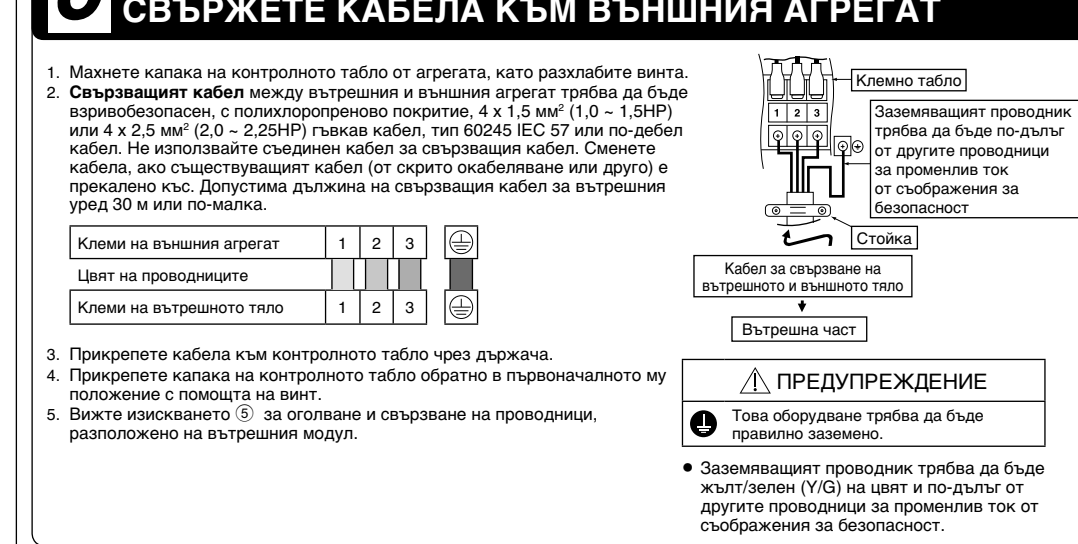 СВЪРЖЕТЕ КАБЕЛА КЪМ ВЪНШНИЯ АГРЕГАТ
1. Махнете капака на контролното табло от агрегата, като разхлабите винта.
2. Свързващият кабел между вътрешния и външния агрегат трябва да бъде
взривобезопасен, с полихлоропреново покритие, 4 x 1,5 мм² (1,0 ~ 1,5HP)
или 4 x 2,5 мм² (2,0 ~ 2,25HP) гъвкав кабел, тип 60245 IEC 57 или по-дебел
кабел. Не използвайте съединен кабел за свързващия кабел. Сменете
кабела, ако съществуващият кабел (от скрито окабеляване или друго) е
прекалено къс. Допустима дължина на свързващия кабел за вътрешния
уред 30 м или по-малка.
Клеми на външния агрегат 1 2 3
Цвят на проводниците
Клеми на вътрешното тяло 1 2 3
3. Прикрепете кабела към контролното табло чрез държача.
4. Прикрепете капака на контролното табло обратно в първоначалното му
положение с помощта на винт.
5. Вижте изискването ⑤ за оголване и свързване на проводници,
разположено на вътрешния модул.
1 2 3
Клемно табло
Заземяващият проводник
трябва да бъде по-дълъг
от другите проводници
за променлив ток
от съображения за
безопасност
Стойка
Кабел за свързване на
вътрешното и външното тяло
Вътрешна част
ПРЕДУПРЕЖДЕНИЕ
Това оборудване трябва да бъде
правилно заземено.
● Заземяващият проводник трябва да бъде
жълт/зелен (Y/G) на цвят и по-дълъг от
другите проводници за променлив ток от
съображения за безопасност.